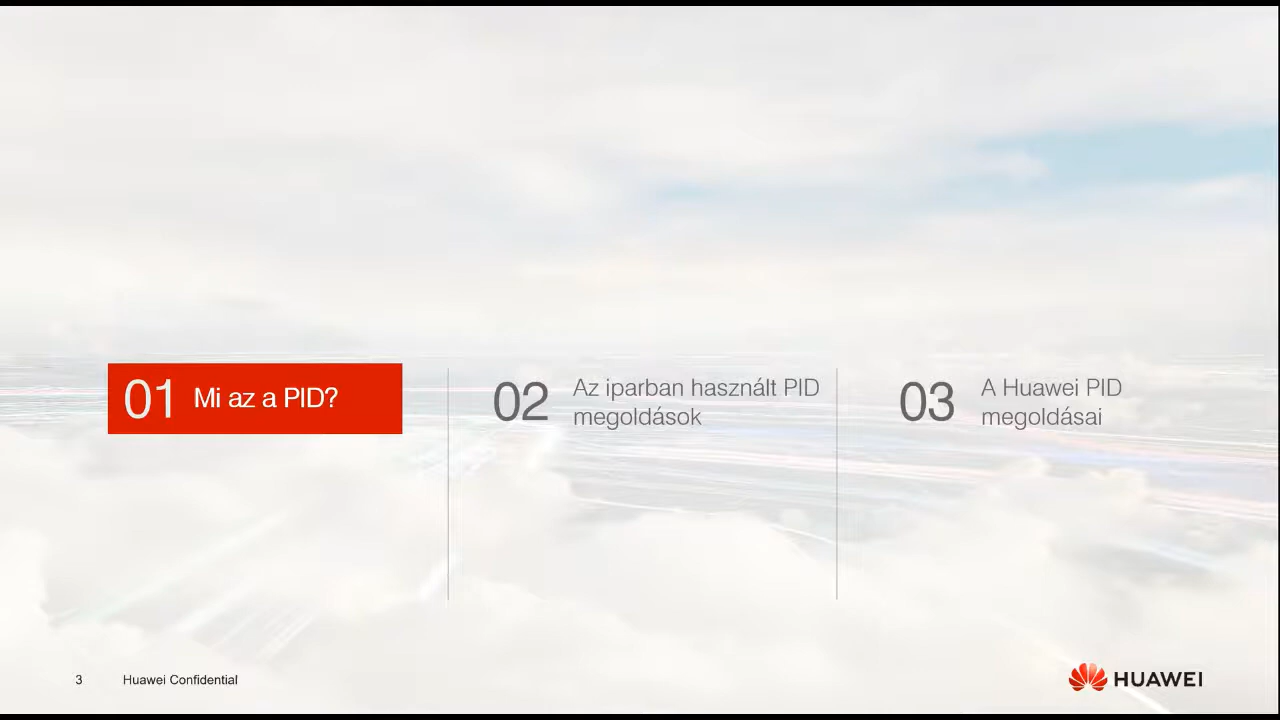 01 Mi az a PID?
02 Az iparban használt PID
megoldások
03 A Huawei PID
megoldásai
3 Huawei Confidential
HUAWEI